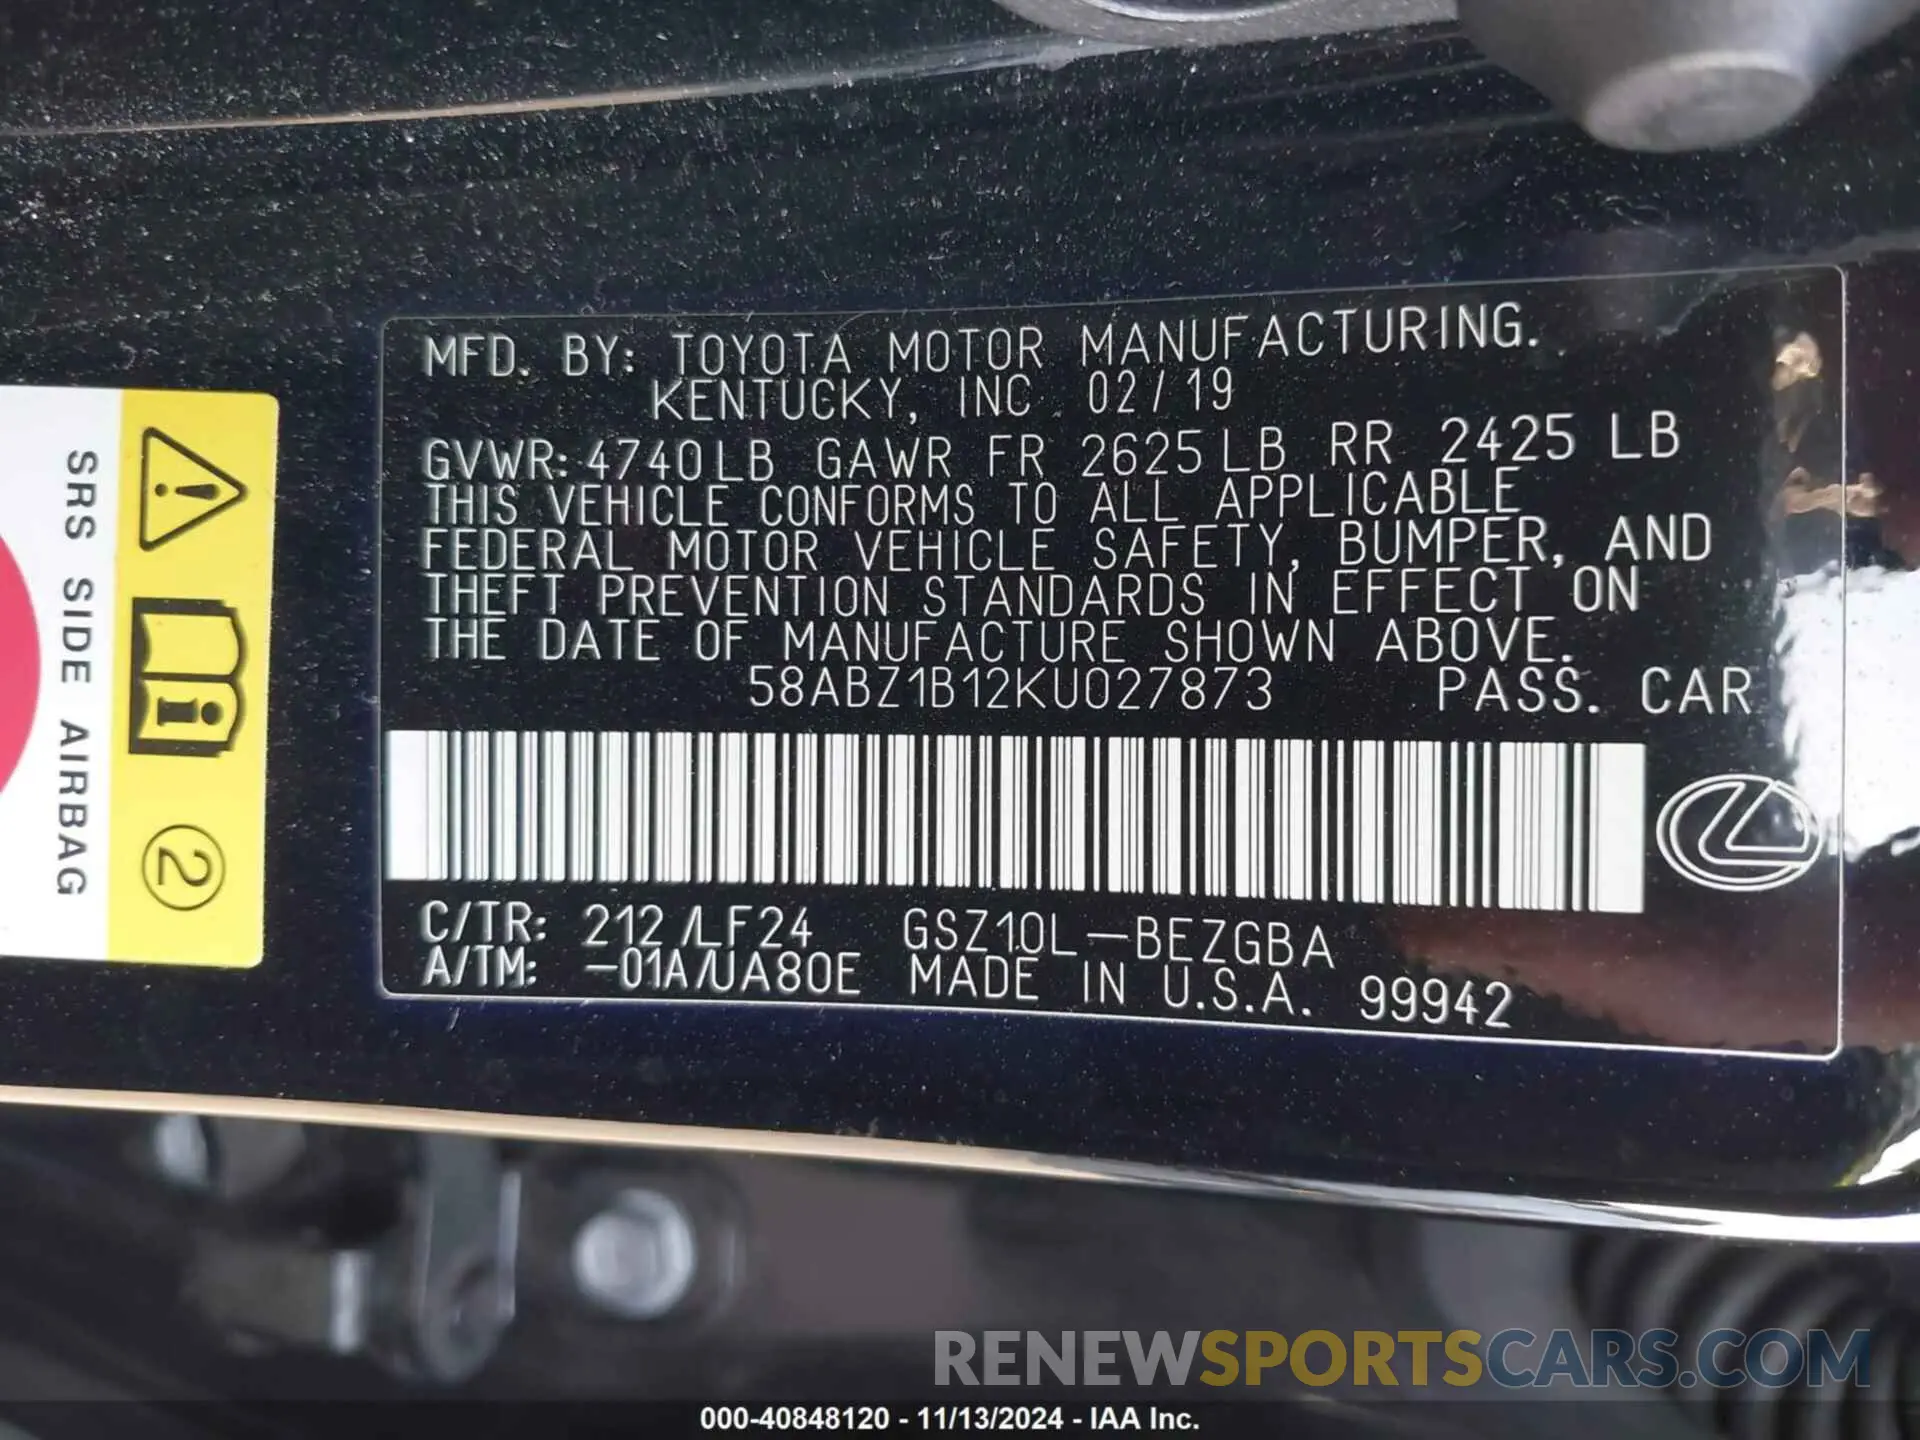 MFD. BY: TOYOTA MOTOR MANUFACTURING.
KENTUCKY, INC. 02/19
GVWR: 4740LB GAWR FR 2625LB RR 2425 LB
THIS VEHICLE CONFORMS TO ALL APPLICABLE
FEDERAL MOTOR VEHICLE SAFETY, BUMPER, AND
THEFT PREVENTION STANDARDS IN EFFECT ON
THE DATE OF MANUFACTURE SHOWN ABOVE.
58ABZ1B12KU027873 PASS. CAR
C/TR: 212/LF24 GSZ10L-BEZGBA
A/TM: -01A/UA80E MADE IN U.S.A. 99942
SRS SIDE AIRBAG
2
RENEWSPORTSCARS.COM
000-40848120 - 11/13/2024 - IAA Inc.